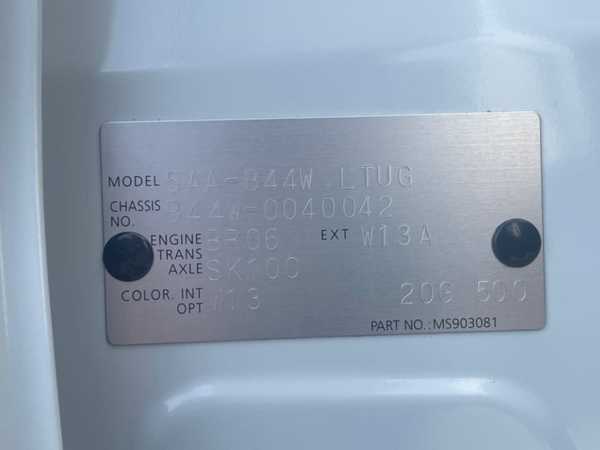 MODEL 5AA-B44W LTUG
CHASSIS NO. B44W-0040042
ENGINE BR06 EXT W13A
TRANS AXLE SK100
COLOR. INT OPT W13 20G 500
PART NO.:MS903081